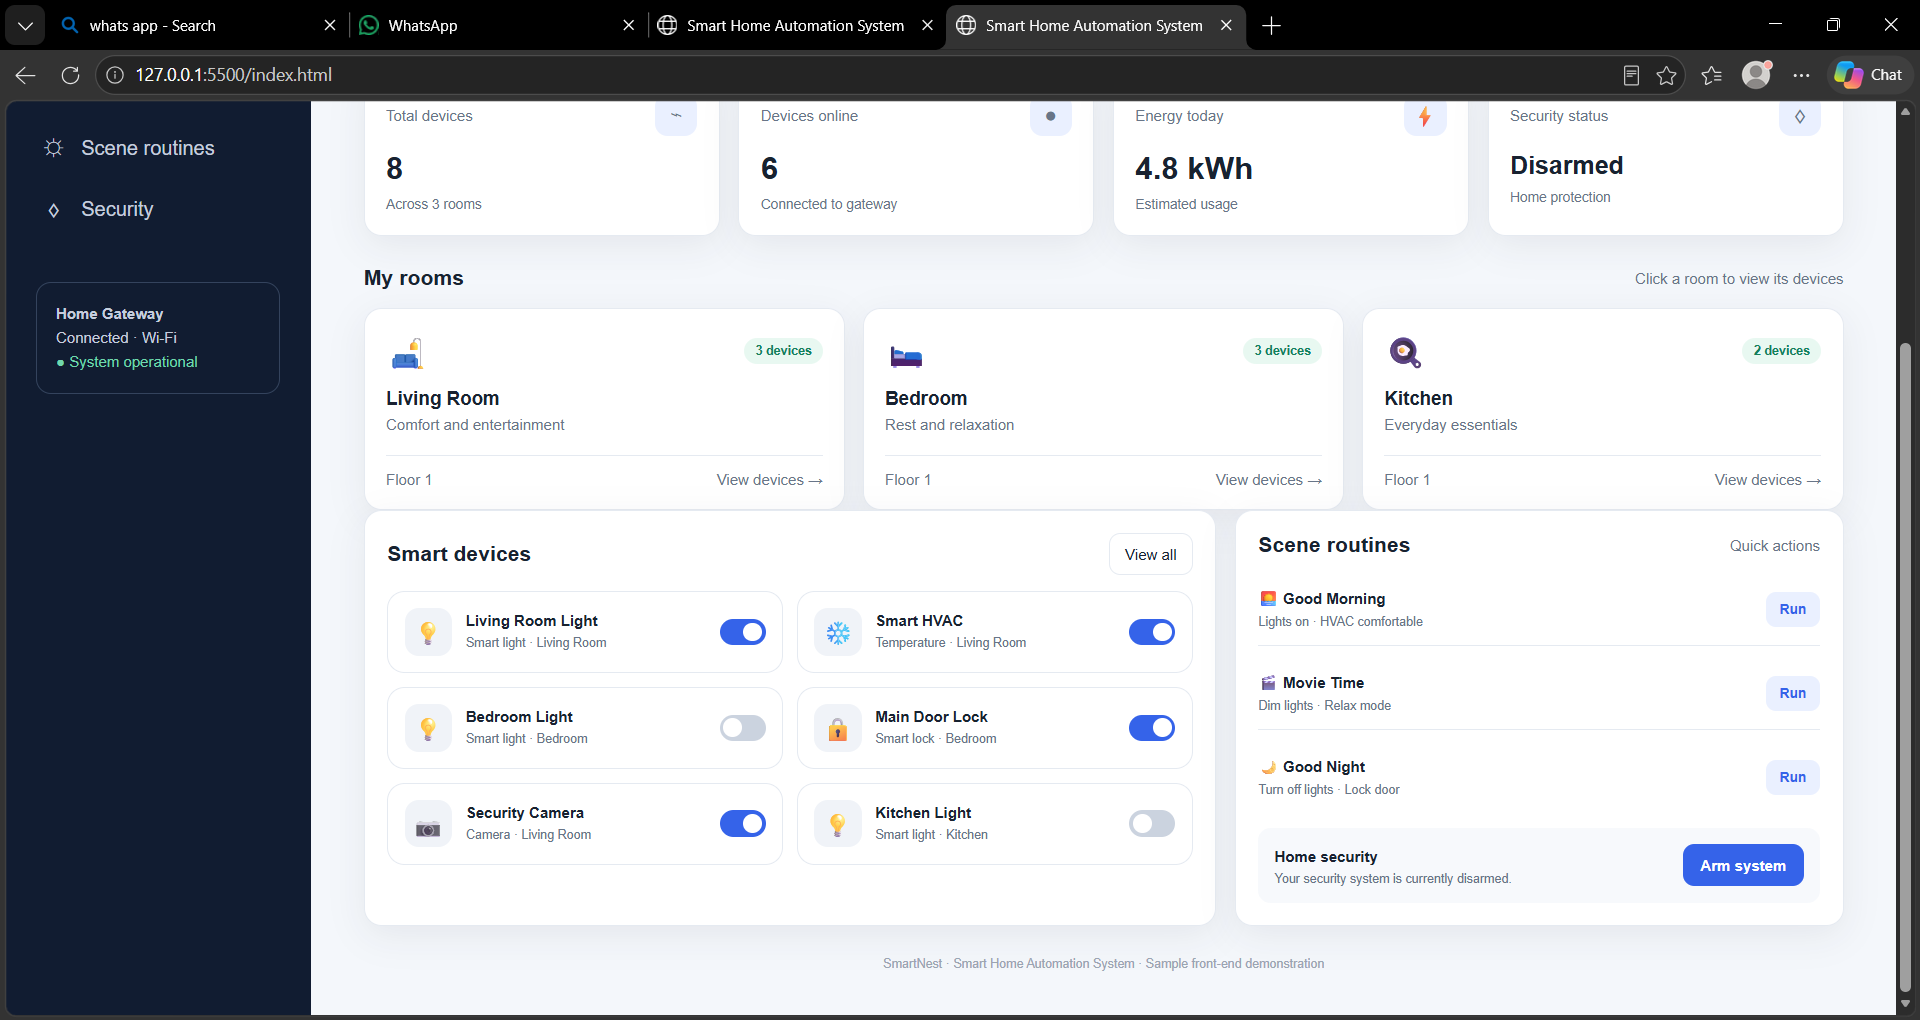 whats app - Search
WhatsApp
Smart Home Automation System
Smart Home Automation System
127.0.0.1:5500/index.html
Chat
Scene routines
Security
Home Gateway
Connected · Wi-Fi
● System operational
Total devices
8
Across 3 rooms
Devices online
6
Connected to gateway
Energy today
4.8 kWh
Estimated usage
Security status
Disarmed
Home protection
My rooms
Click a room to view its devices
3 devices
Living Room
Comfort and entertainment
Floor 1
View devices →
3 devices
Bedroom
Rest and relaxation
Floor 1
View devices →
2 devices
Kitchen
Everyday essentials
Floor 1
View devices →
Smart devices
View all
Living Room Light
Smart light · Living Room
Smart HVAC
Temperature · Living Room
Bedroom Light
Smart light · Bedroom
Main Door Lock
Smart lock · Bedroom
Security Camera
Camera · Living Room
Kitchen Light
Smart light · Kitchen
Scene routines
Quick actions
Good Morning
Lights on · HVAC comfortable
Run
Movie Time
Dim lights · Relax mode
Run
Good Night
Turn off lights · Lock door
Run
Home security
Your security system is currently disarmed.
Arm system
SmartNest · Smart Home Automation System · Sample front-end demonstration